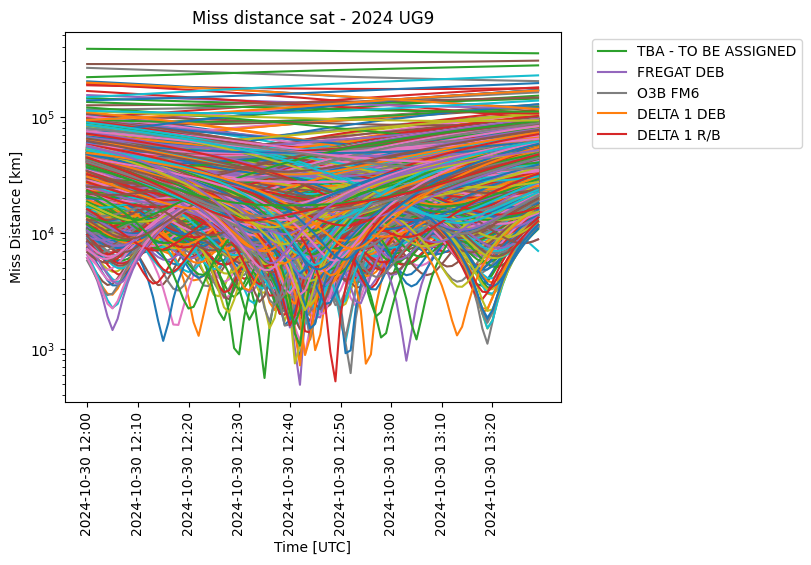 Miss distance sat - 2024 UG9
Miss Distance [km]
10^5
10^4
10^3
2024-10-30 12:00
2024-10-30 12:10
2024-10-30 12:20
2024-10-30 12:30
2024-10-30 12:40
2024-10-30 12:50
2024-10-30 13:00
2024-10-30 13:10
2024-10-30 13:20
Time [UTC]
TBA - TO BE ASSIGNED
FREGAT DEB
O3B FM6
DELTA 1 DEB
DELTA 1 R/B